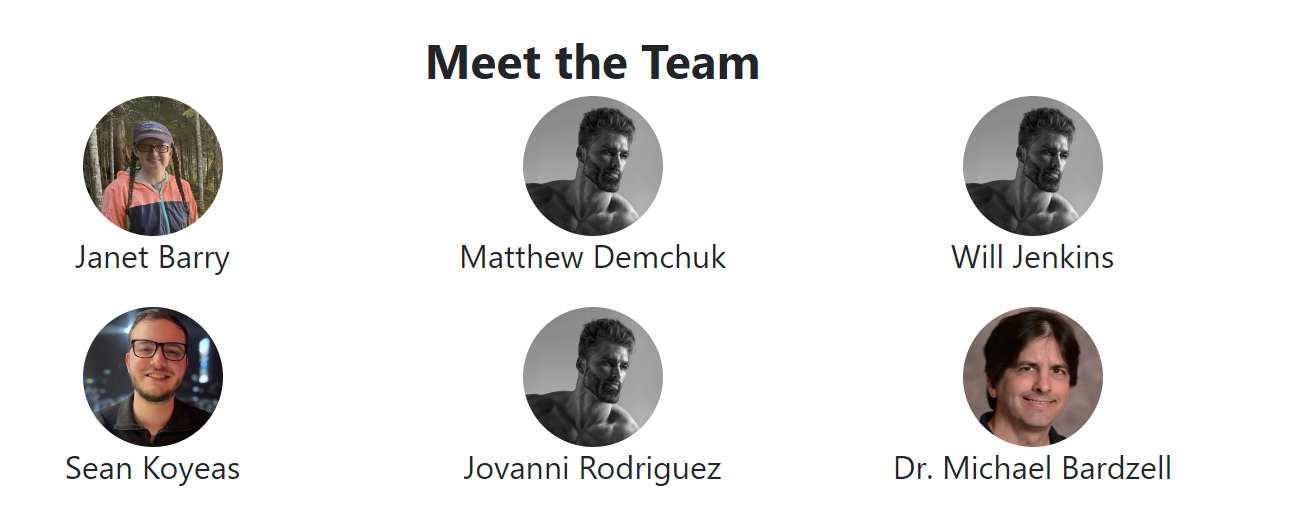 Meet the Team
Janet Barry
Matthew Demchuk
Will Jenkins
Sean Koyeas
Jovanni Rodriguez
Dr. Michael Bardzell